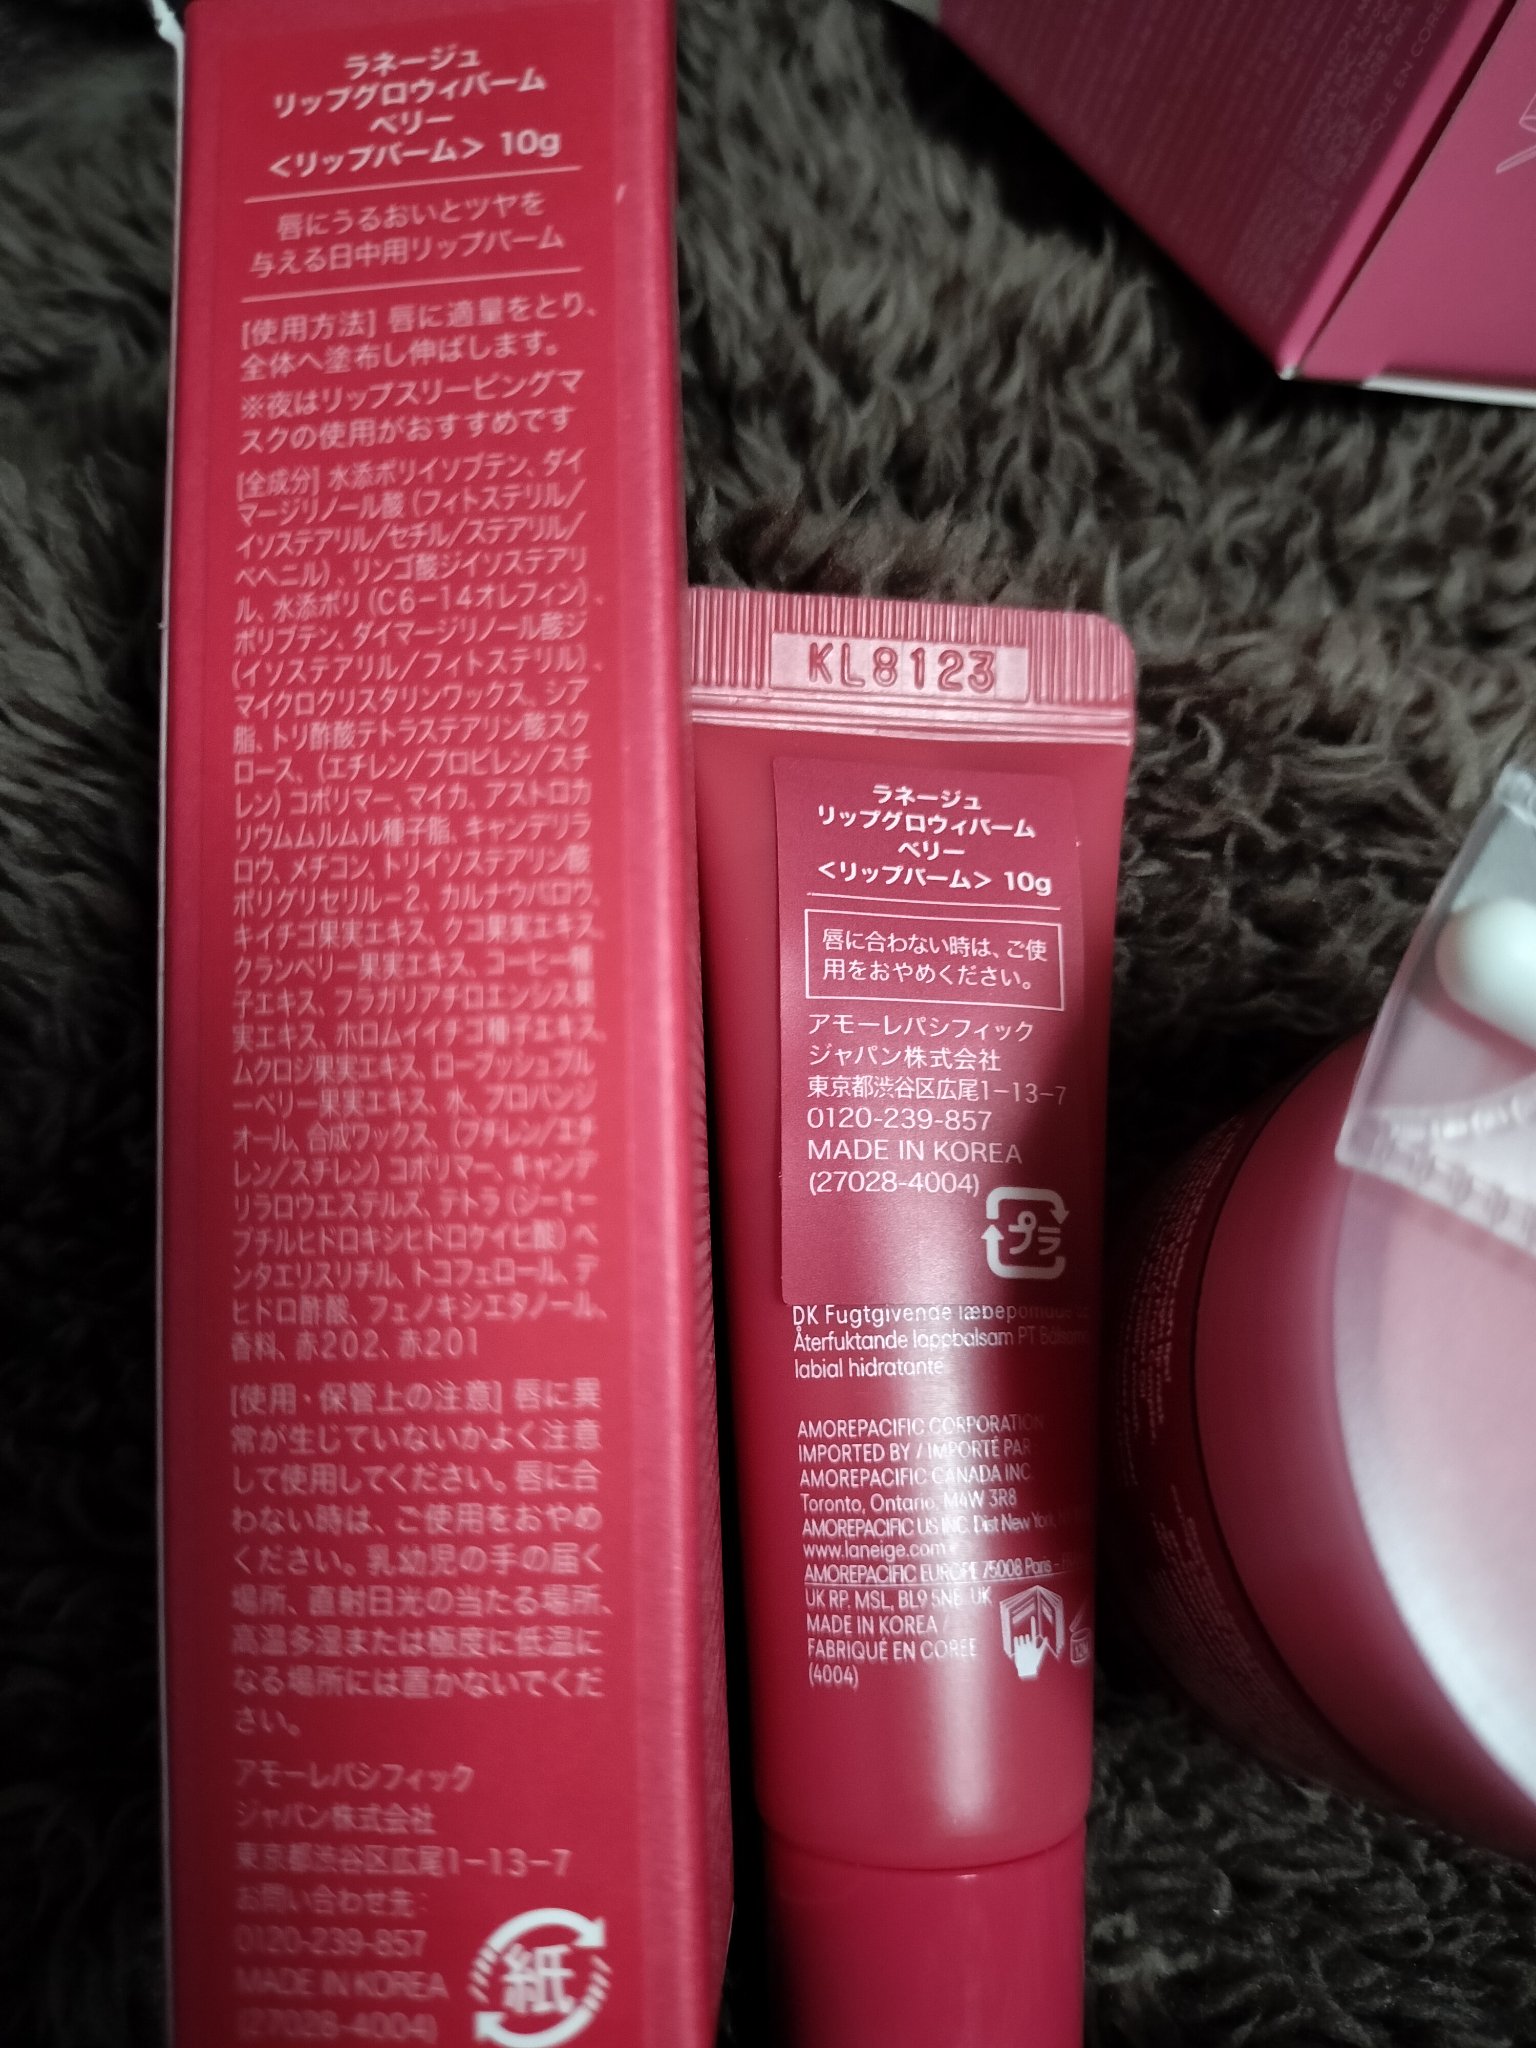 ラネージュ
リップグロウィバーム
ベリー
<リップバーム> 10g
唇にうるおいとツヤを
与える日中用リップバーム
[使用方法] 唇に適量をとり、
全体へ塗布し伸ばします。
※夜はリップスリーピングマ
スクの使用がおすすめです
[全成分] 水添ポリイソブテン、ダイ
マージリノール酸(フィトステリル/
イソステアリル/セチル/ステアリル/
ベヘニル)、リンゴ酸ジイソステアリ
ル、水添ポリ(C6-14オレフィン)、
ポリブテン、ダイマージリノール酸ジ
(イソステアリル/フィトステリル)、
マイクロクリスタリンワックス、シア
脂、トリ酢酸テトラステアリン酸スク
ロース、(エチレン/プロピレン/スチ
レン)コポリマー、マイカ、アストロカ
リウムムルムル種子脂、キャンデリラ
ロウ、メチコン、トリイソステアリン酸
ポリグリセリル-2、カルナウバロウ、
キイチゴ果実エキス、クコ果実エキス、
クランベリー果実エキス、コーヒー種
子エキス、フラガリアチロエンシス果
実エキス、ホロムイイチゴ種子エキス、
ムクロジ果実エキス、ローブッシュブル
ーベリー果実エキス、水、プロパンジ
オール、合成ワックス、(ブチレン/エチ
レン/スチレン)コポリマー、キャンデ
リラロウエステルズ、テトラ(ジ-t-
ブチルヒドロキシヒドロケイヒ酸)ペ
ンタエリスリチル、トコフェロール、デ
ヒドロ酢酸、フェノキシエタノール、
香料、赤202、赤201
[使用・保管上の注意] 唇に異
常が生じていないかよく注意
して使用してください。唇に合
わない時は、ご使用をおやめ
ください。乳幼児の手の届く
場所、直射日光の当たる場所、
高温多湿または極度に低温に
なる場所には置かないでくだ
さい。
アモーレパシフィック
ジャパン株式会社
東京都渋谷区広尾1-13-7
お問い合わせ先:
0120-239-857
MADE IN KOREA
(27028-4004)
紙
KL8123
ラネージュ
リップグロウィバーム
ベリー
<リップバーム> 10g
唇に合わない時は、ご使
用をおやめください。
アモーレパシフィック
ジャパン株式会社
東京都渋谷区広尾1-13-7
0120-239-857
MADE IN KOREA
(27028-4004)
プラ
DK Fugtgivende læbepomade
Återfuktande läppbalsam PT
labial hidratante
AMOREPACIFIC CORPORATION
IMPORTED BY / IMPORTÉ PAR
AMOREPACIFIC CANADA INC.
Toronto, Ontario, M4W 3R8
AMOREPACIFIC US INC. Dist New York,
www.laneige.com
AMOREPACIFIC EUROPE 75008 Paris -
UK RP. MSL, BL9 5NB, UK
MADE IN KOREA /
FABRIQUÉ EN CORÉE
(4004)
12M